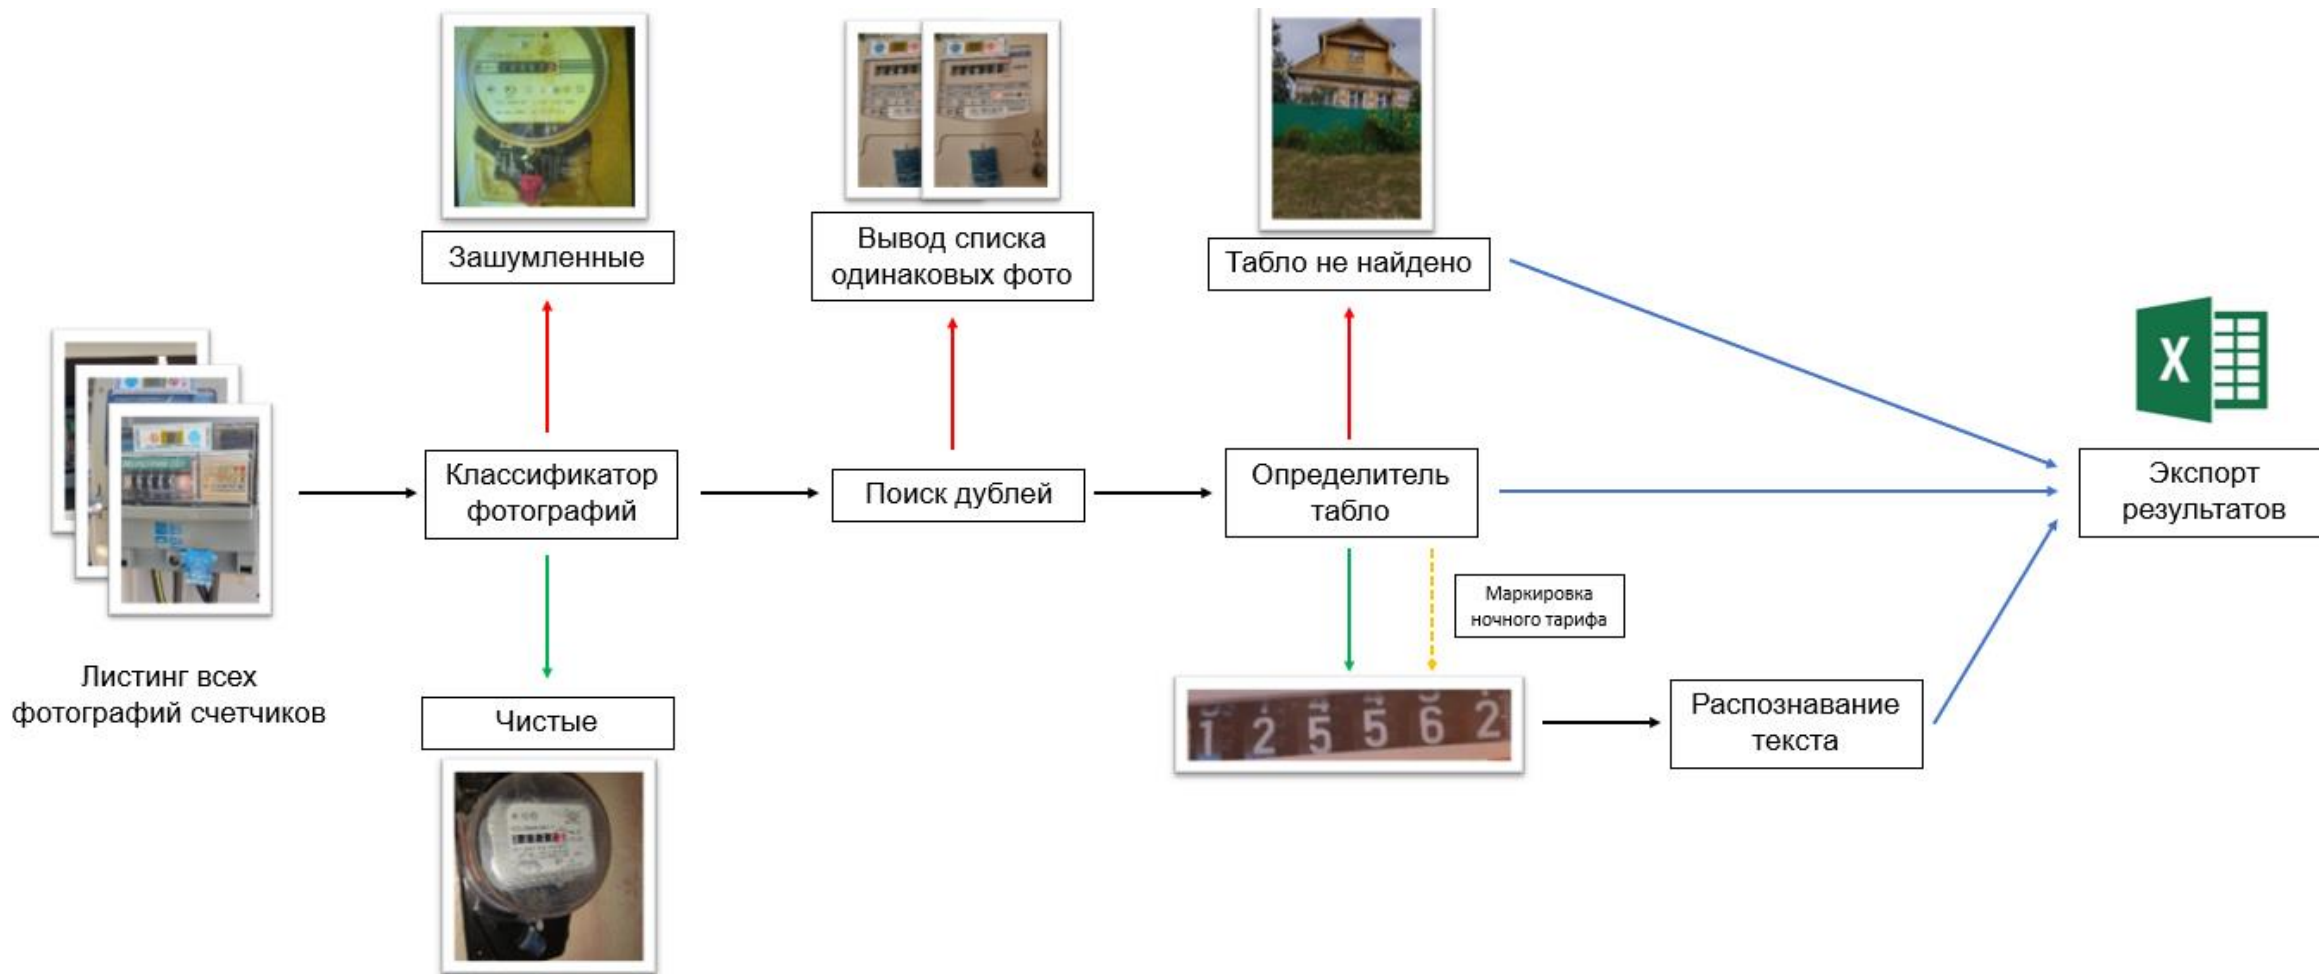 Зашумленные
Вывод списка
одинаковых фото
Табло не найдено
X
Классификатор
фотографий
Поиск дублей
Определитель
табло
Экспорт
результатов
Маркировка
ночного тарифа
Листинг всех
фотографий счетчиков
Чистые
1 2 5 5 6 2
Распознавание
текста